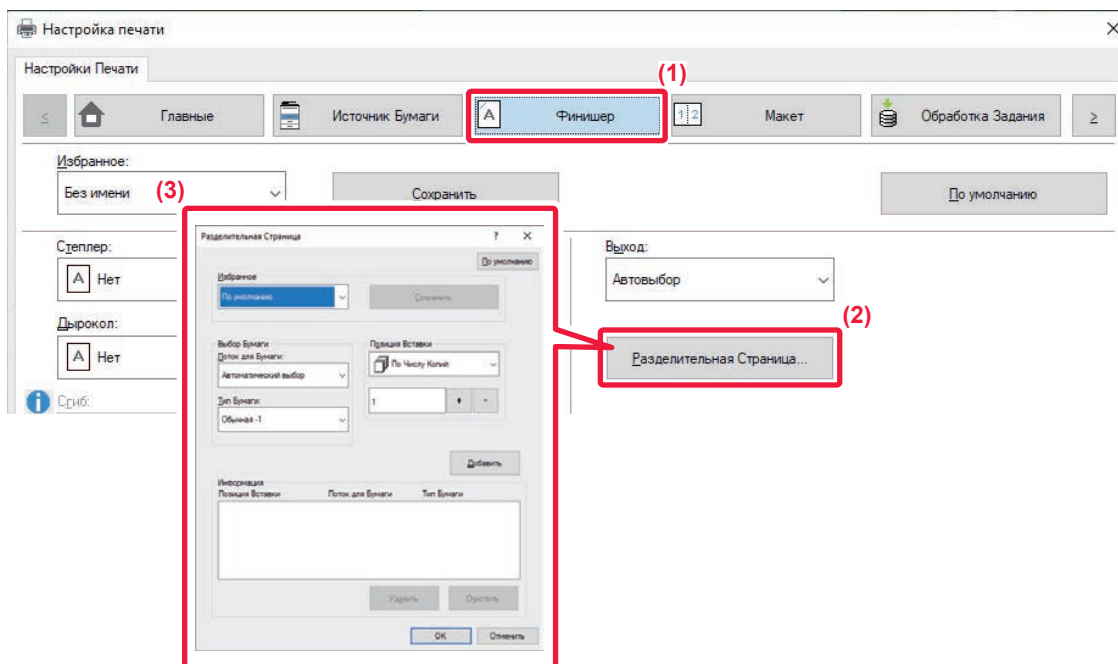 Настройка печати
Настройки Печати
(1)
Главные
Источник Бумаги
Финишер
Макет
Обработка Задания
Избранное:
Без имени
(3)
Сохранить
По умолчанию
Степлер:
Нет
Дырокол:
Нет
Сгиб:
Выход:
Автовыбор
(2)
Разделительная Страница...
Разделительная Страница
По умолчанию
Избранное
По умолчанию
Сохранить
Выбор Бумаги
Лоток для Бумаги:
Автоматический выбор
Тип Бумаги:
Обычная -1
Позиция Вставки
По Числу Копий
1
Добавить
Информация
Позиция Вставки Лоток для Бумаги Тип Бумаги
Удалить
Очистить
OK
Отменить